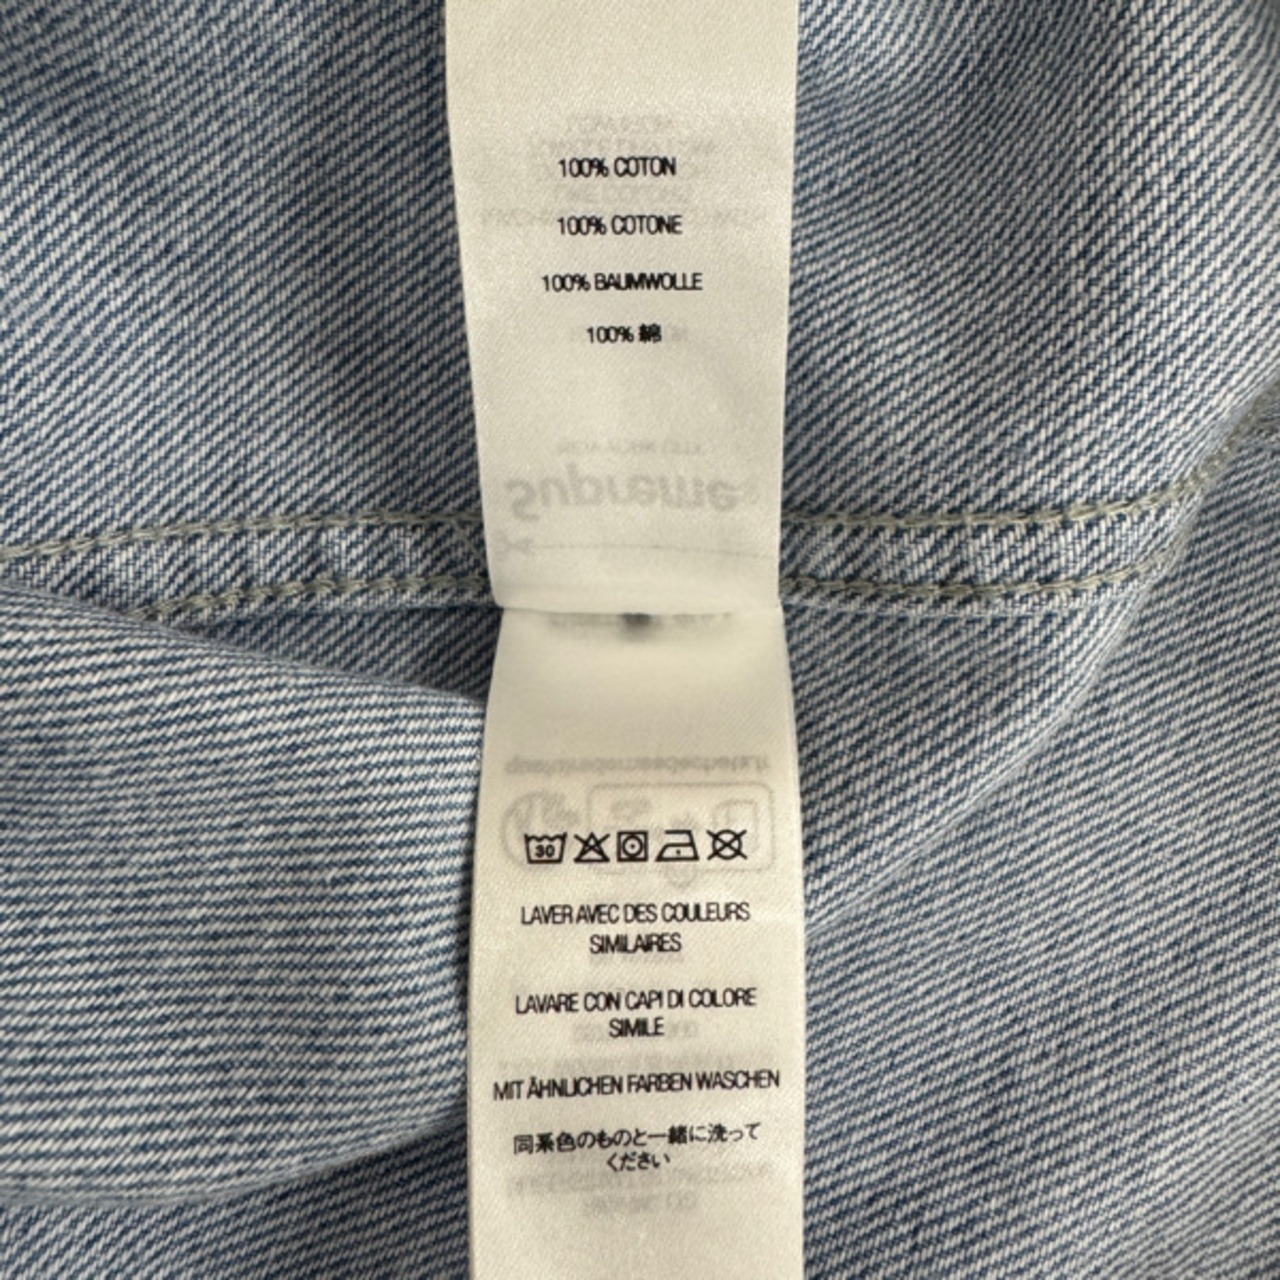 100% COTON
100% COTONE
100% BAUMWOLLE
100% 綿
Supreme
30
LAVER AVEC DES COULEURS
SIMILAIRES
LAVARE CON CAPI DI COLORE
SIMILE
MIT ÄHNLICHEN FARBEN WASCHEN
同系色のものと一緒に洗って
ください